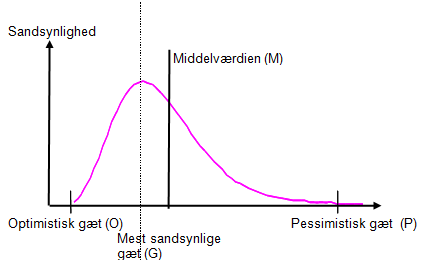 Sandsynlighed
Middelværdien (M)
Optimistisk gæt (O)
Pessimistisk gæt  (P)
Mest sandsynlige
gæt (G)